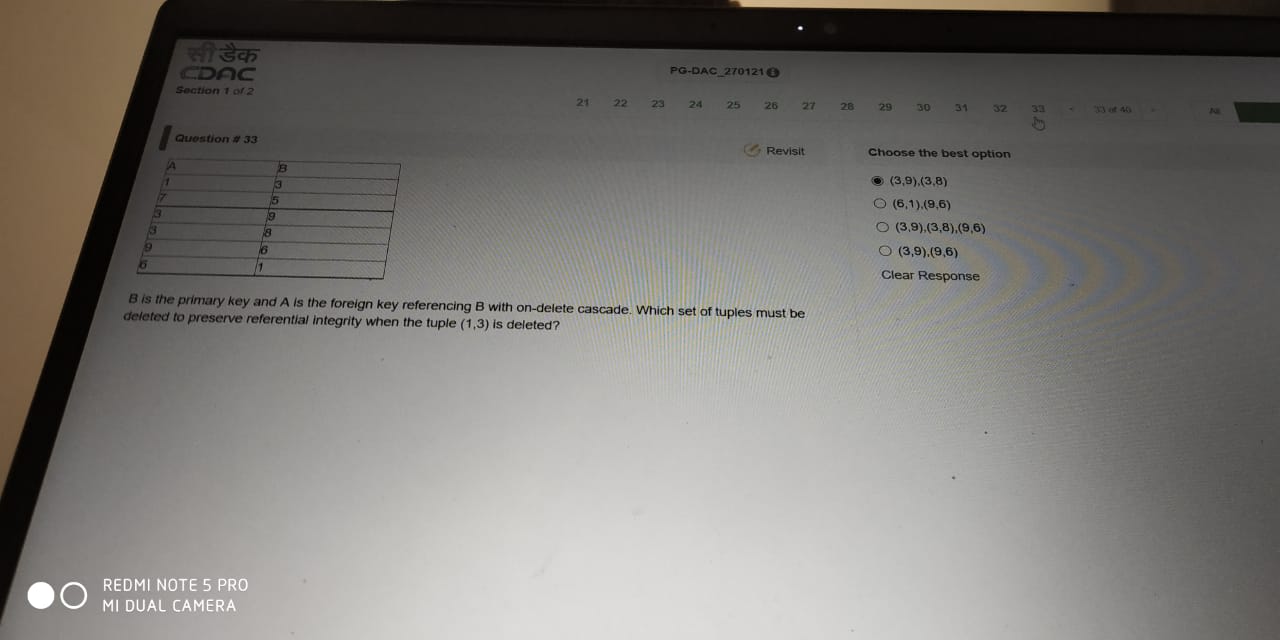 सी डैक
CDAC
Section 1 of 2
PG-DAC_270121
21 22 23 24 25 26 27 28 29 30 31 32 33 < 33 of 40 All
Question # 33
Revisit
A B
1 3
7 5
3 9
3 8
9 6
6 1
B is the primary key and A is the foreign key referencing B with on-delete cascade. Which set of tuples must be
deleted to preserve referential integrity when the tuple (1,3) is deleted?
Choose the best option
(3,9),(3,8)
(6,1),(9,6)
(3,9),(3,8),(9,6)
(3,9),(9,6)
Clear Response
REDMI NOTE 5 PRO
MI DUAL CAMERA